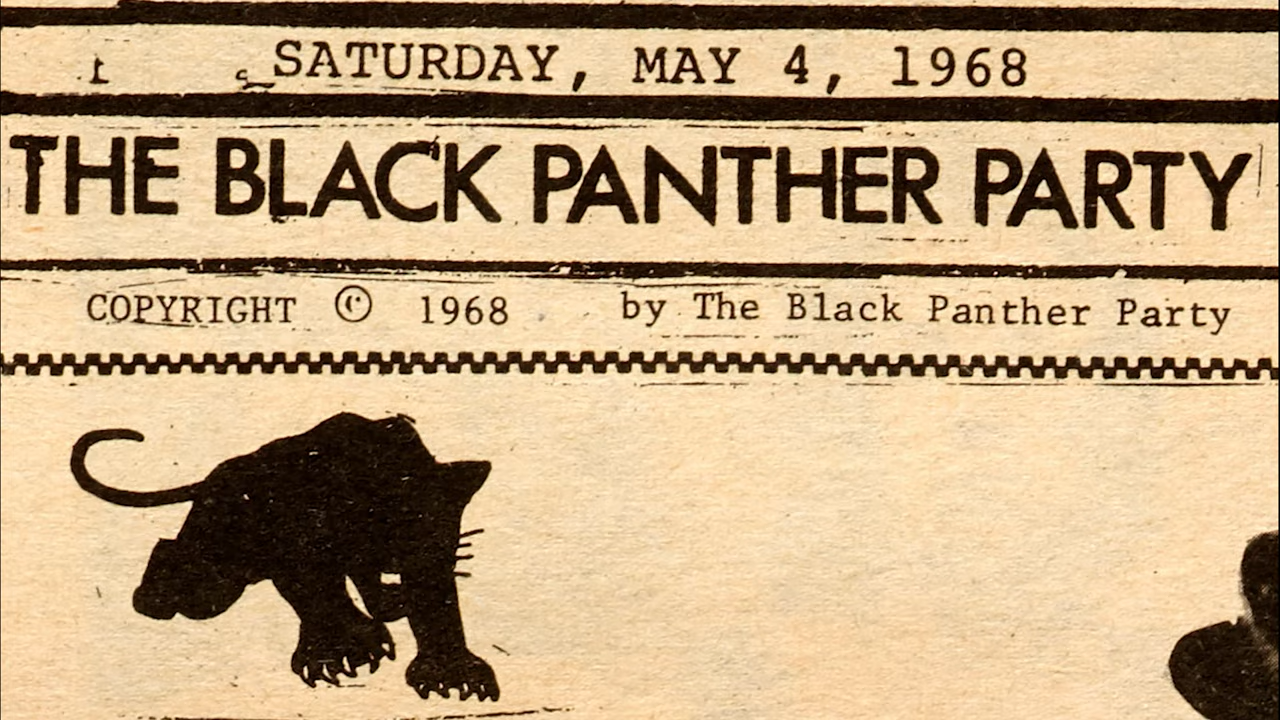 SATURDAY, MAY 4, 1968
THE BLACK PANTHER PARTY
COPYRIGHT © 1968 by The Black Panther Party